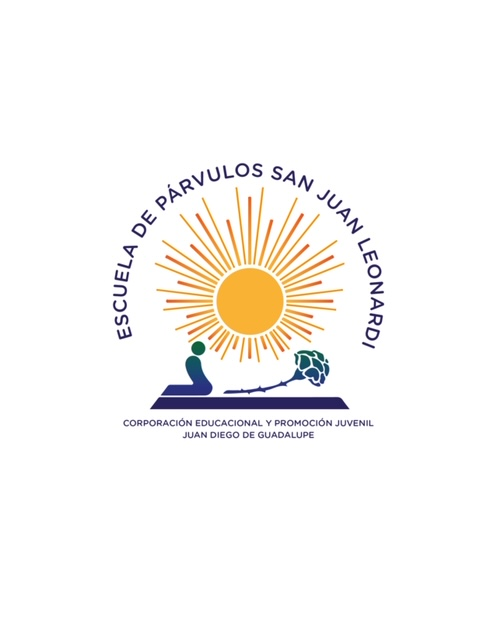 ESCUELA DE PÁRVULOS SAN JUAN LEONARDI
CORPORACIÓN EDUCACIONAL Y PROMOCIÓN JUVENIL
JUAN DIEGO DE GUADALUPE